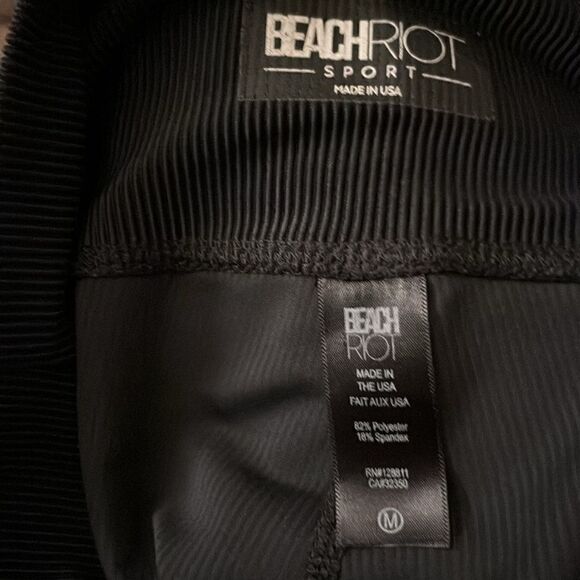 BEACHRIOT
SPORT
MADE IN USA
BEACH
RIOT
MADE IN
THE USA
FAIT AUX USA
82% Polyester
18% Spandex
RN#128811
CA#32350
M